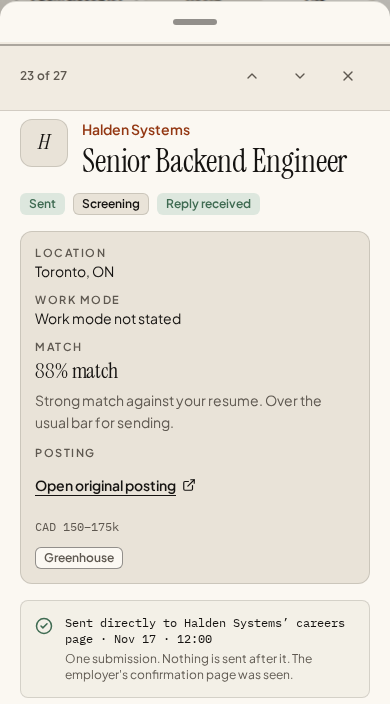 23 of 27
H
Halden Systems
Senior Backend Engineer
Sent
Screening
Reply received
LOCATION
Toronto, ON
WORK MODE
Work mode not stated
MATCH
88% match
Strong match against your resume. Over the
usual bar for sending.
POSTING
Open original posting
CAD 150–175k
Greenhouse
Sent directly to Halden Systems’ careers
page · Nov 17 · 12:00
One submission. Nothing is sent after it. The
employer's confirmation page was seen.